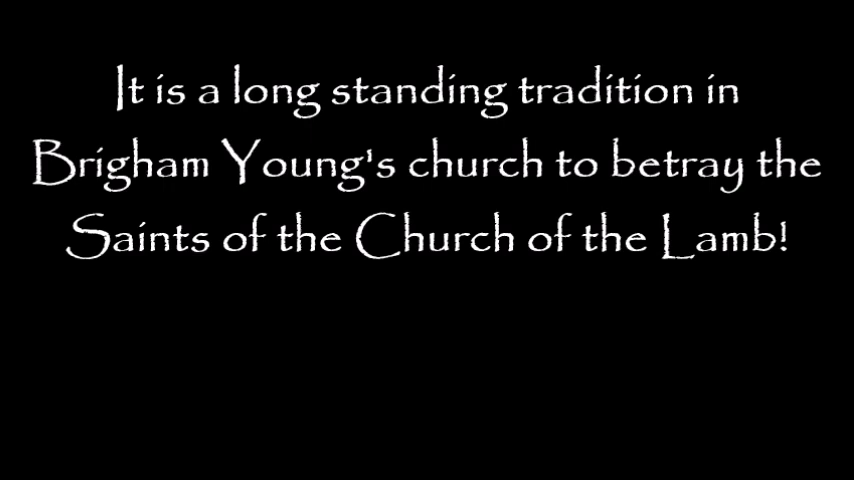 It is a long standing tradition in
Brigham Young's church to betray the
Saints of the Church of the Lamb!